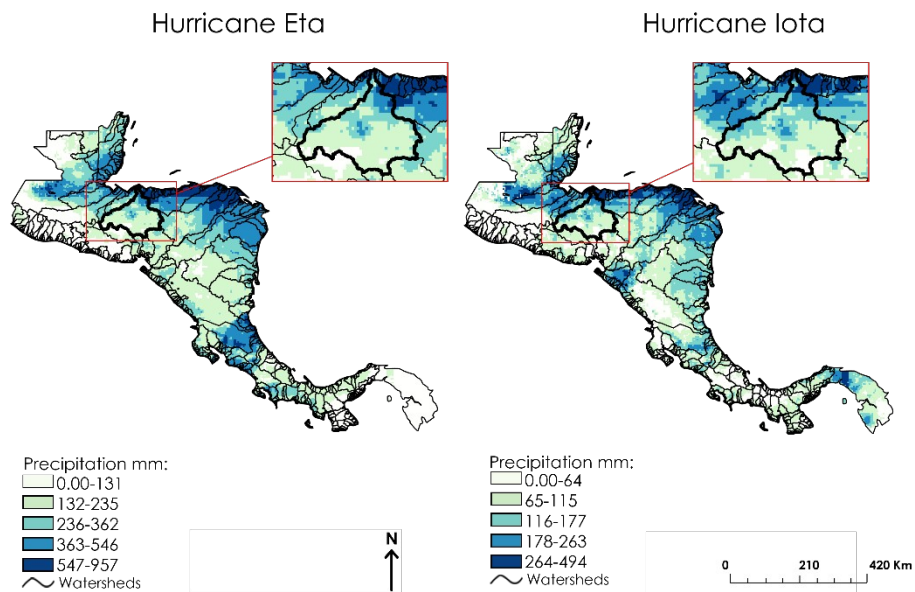 Hurricane Eta
Hurricane Iota
Precipitation mm:
0.00-131
132-235
236-362
363-546
547-957
Watersheds
N
Precipitation mm:
0.00-64
65-115
116-177
178-263
264-494
Watersheds
0 210 420 Km